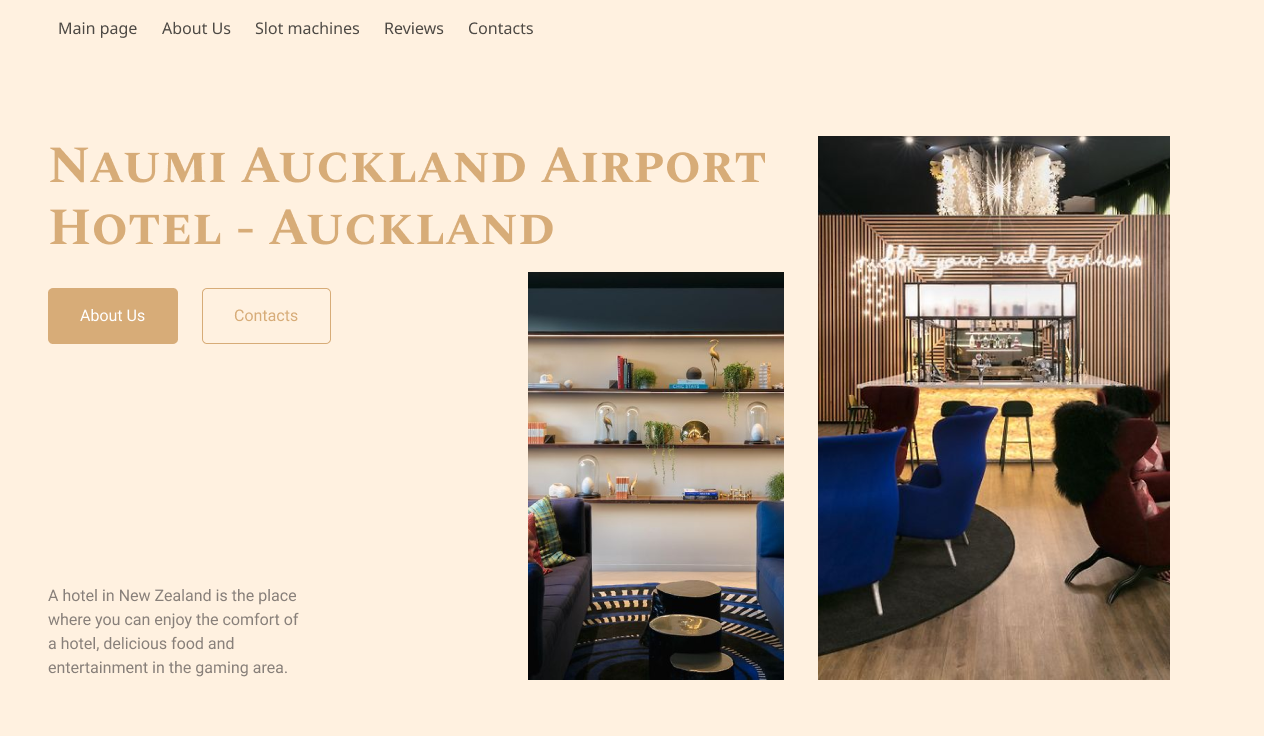 Main page About Us Slot machines Reviews Contacts
Naumi Auckland Airport
Hotel - Auckland
ruffle your tail feathers
About Us Contacts
A hotel in New Zealand is the place
where you can enjoy the comfort of
a hotel, delicious food and
entertainment in the gaming area.